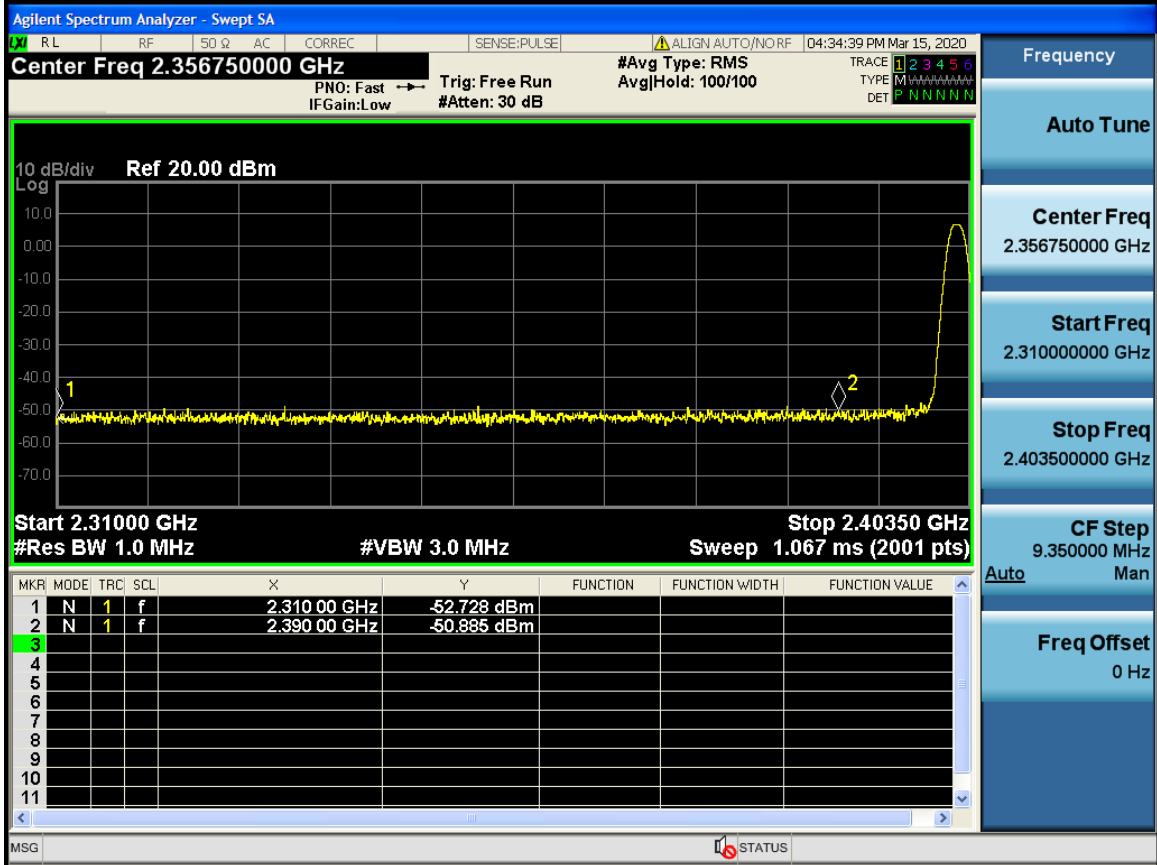 Agilent Spectrum Analyzer - Swept SA
LXI RL RF 50 Ω AC CORREC SENSE:PULSE ALIGN AUTO/NO RF 04:34:39 PM Mar 15, 2020
Center Freq 2.356750000 GHz
PNO: Fast
IFGain:Low
Trig: Free Run
#Atten: 30 dB
#Avg Type: RMS
Avg|Hold: 100/100
TRACE 1 2 3 4 5 6
TYPE M
DET P N N N N N
10 dB/div
Log
Ref 20.00 dBm
10.0
0.00
-10.0
-20.0
-30.0
-40.0
-50.0
-60.0
-70.0
1
2
Start 2.31000 GHz
Stop 2.40350 GHz
#Res BW 1.0 MHz
#VBW 3.0 MHz
Sweep 1.067 ms (2001 pts)
MKR MODE TRC SCL X Y FUNCTION FUNCTION WIDTH FUNCTION VALUE
1 N 1 f 2.310 00 GHz -52.728 dBm
2 N 1 f 2.390 00 GHz -50.885 dBm
3
4
5
6
7
8
9
10
11
MSG
STATUS
Frequency
Auto Tune
Center Freq
2.356750000 GHz
Start Freq
2.310000000 GHz
Stop Freq
2.403500000 GHz
CF Step
9.350000 MHz
Auto Man
Freq Offset
0 Hz